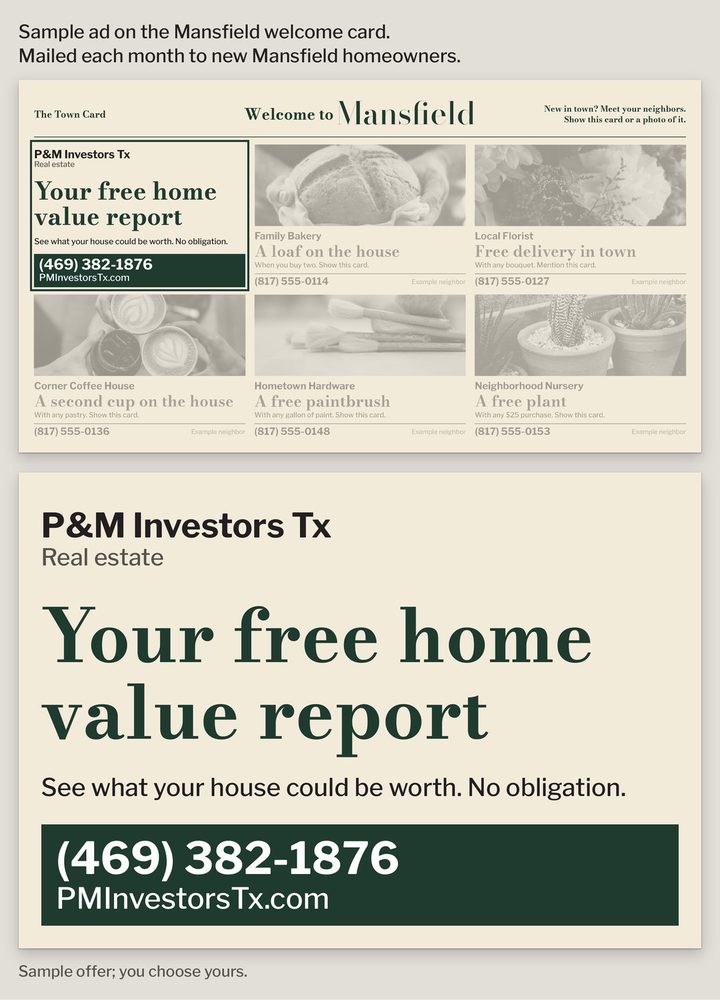 Sample ad on the Mansfield welcome card.
Mailed each month to new Mansfield homeowners.
The Town Card
Welcome to Mansfield
New in town? Meet your neighbors.
Show this card or a photo of it.
P&M Investors Tx
Real estate
Your free home
value report
See what your house could be worth. No obligation.
(469) 382-1876
PMInvestorsTx.com
Family Bakery
A loaf on the house
When you buy two. Show this card.
(817) 555-0114
Example neighbor
Local Florist
Free delivery in town
With any bouquet. Mention this card.
(817) 555-0127
Example neighbor
Corner Coffee House
A second cup on the house
With any pastry. Show this card.
(817) 555-0136
Example neighbor
Hometown Hardware
A free paintbrush
With any gallon of paint. Show this card.
(817) 555-0148
Example neighbor
Neighborhood Nursery
A free plant
With any $25 purchase. Show this card.
(817) 555-0153
Example neighbor
P&M Investors Tx
Real estate
Your free home
value report
See what your house could be worth. No obligation.
(469) 382-1876
PMInvestorsTx.com
Sample offer; you choose yours.